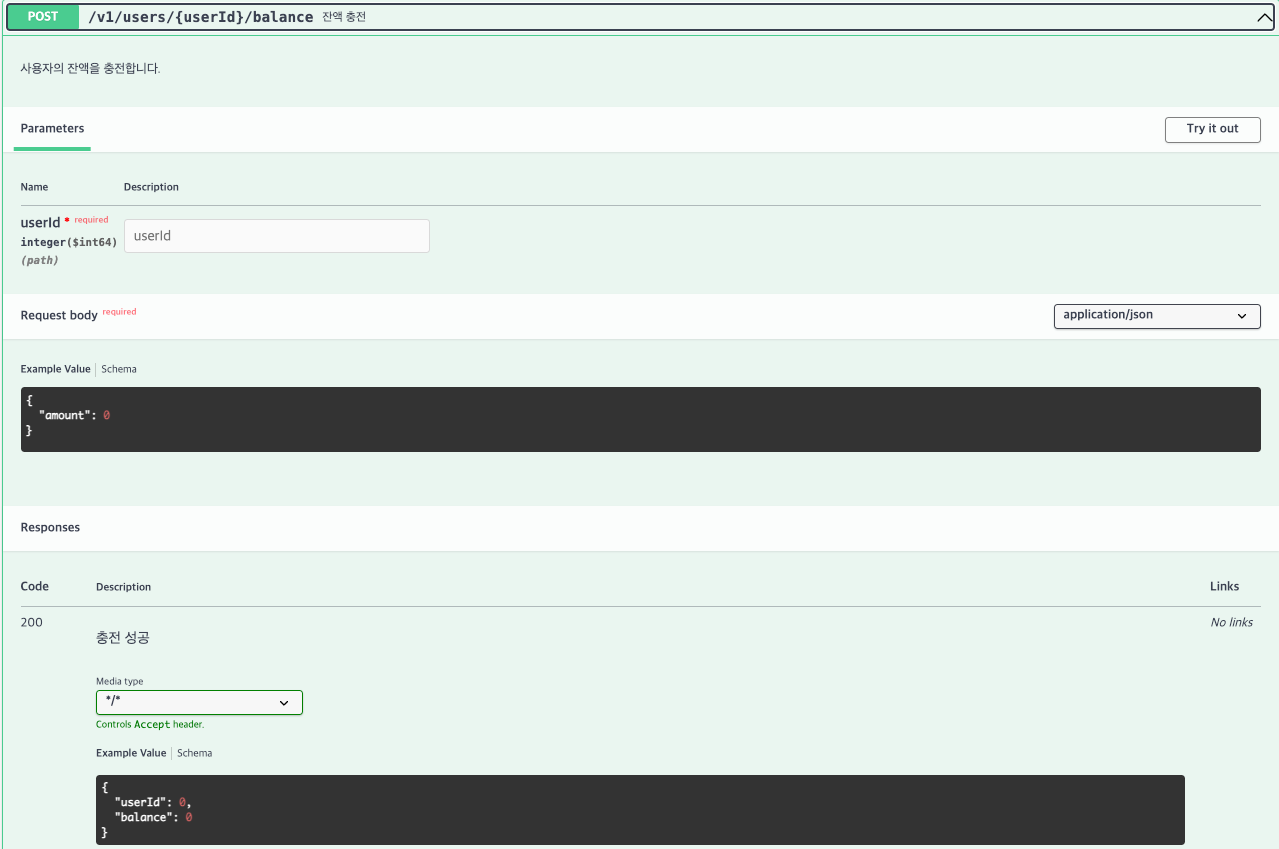 POST /v1/users/{userId}/balance 잔액 충전
사용자의 잔액을 충전합니다.
Parameters
Try it out
Name Description
userId * required
integer($int64)
(path)
userId
Request body required
application/json
Example Value Schema
{
"amount": 0
}
Responses
Code Description Links
200
충전 성공
No links
Media type
*/*
Controls Accept header.
Example Value Schema
{
"userId": 0,
"balance": 0
}